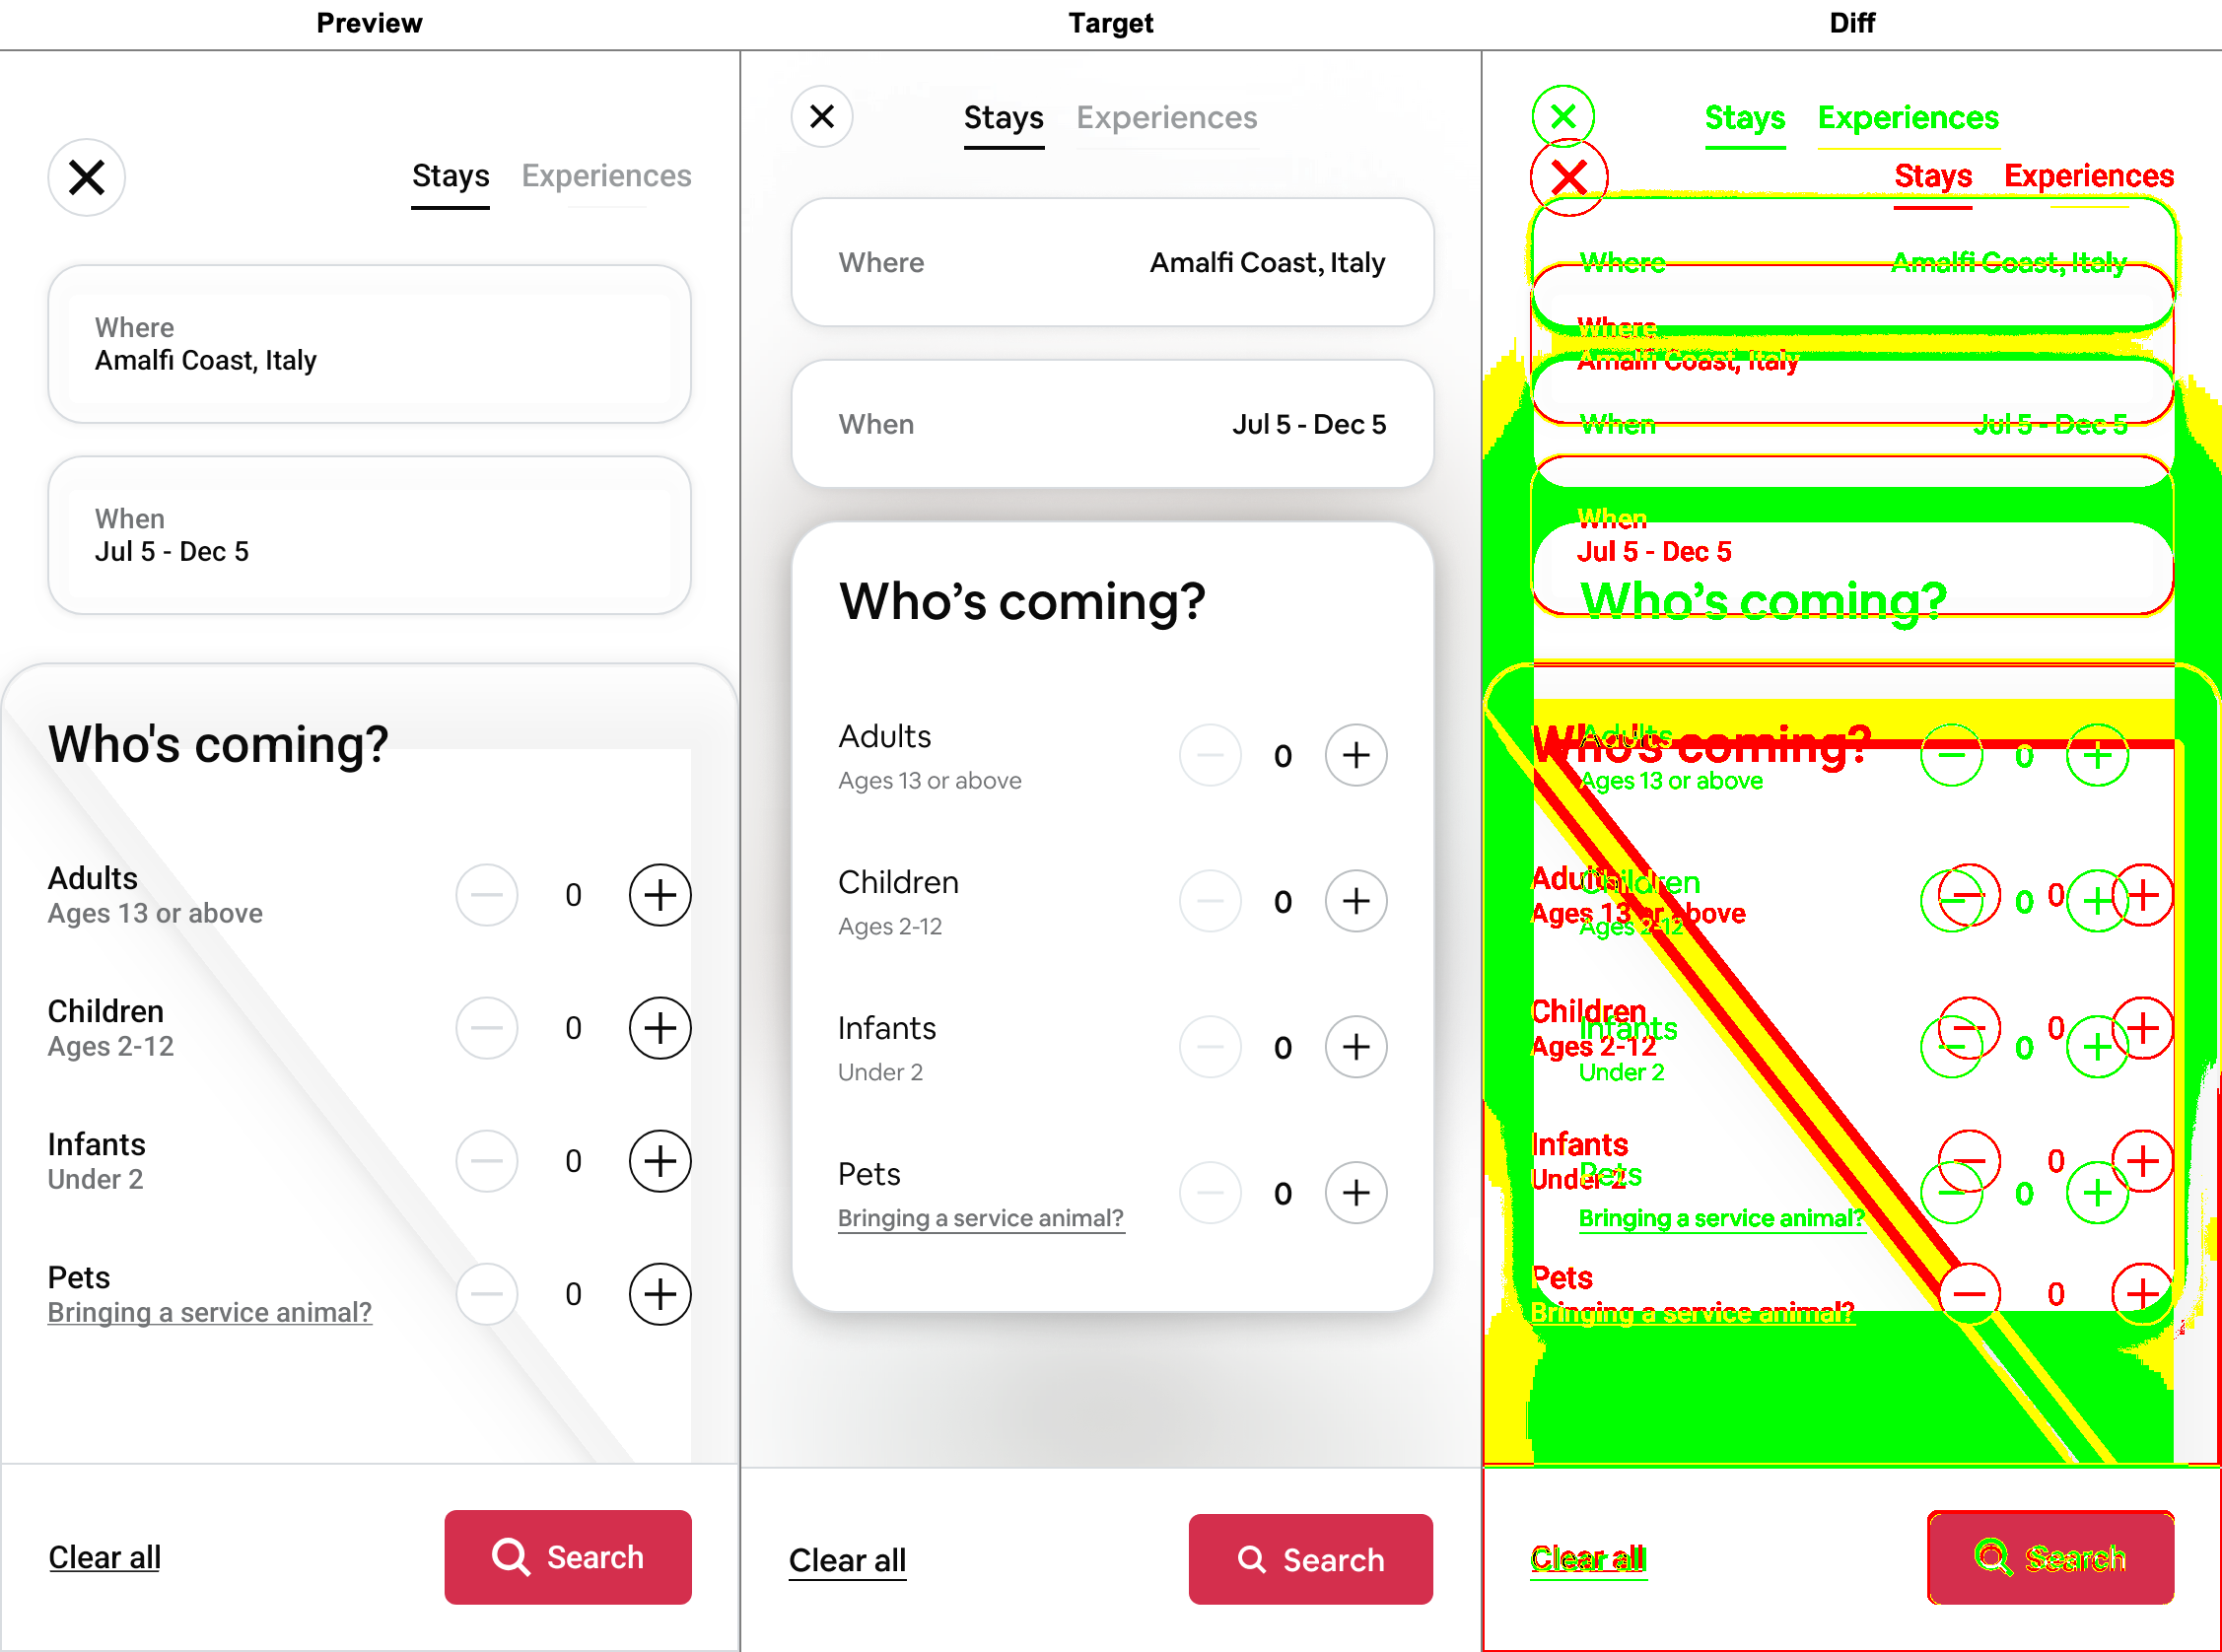 Preview
Target
Diff
Stays Experiences
Where
Amalfi Coast, Italy
When
Jul 5 - Dec 5
Who's coming?
Adults
Ages 13 or above
0
Children
Ages 2-12
0
Infants
Under 2
0
Pets
Bringing a service animal?
0
Clear all
Search
Stays Experiences
Where Amalfi Coast, Italy
When Jul 5 - Dec 5
Who’s coming?
Adults
Ages 13 or above
0
Children
Ages 2-12
0
Infants
Under 2
0
Pets
Bringing a service animal?
0
Clear all
Search
Stays Experiences
Stays Experiences
Where Amalfi Coast, Italy
Where
Amalfi Coast, Italy
When Jul 5 - Dec 5
When
Jul 5 - Dec 5
Who’s coming?
Who's coming?
Adults
0
Ages 13 or above
Adults
0
Children
0
Ages 13 or above
Ages 2-12
Children
0
Infants
0
Ages 2-12
Under 2
Infants
0
Under 2
Pets
0
Bringing a service animal?
Pets
0
Bringing a service animal?
Clear all
Search